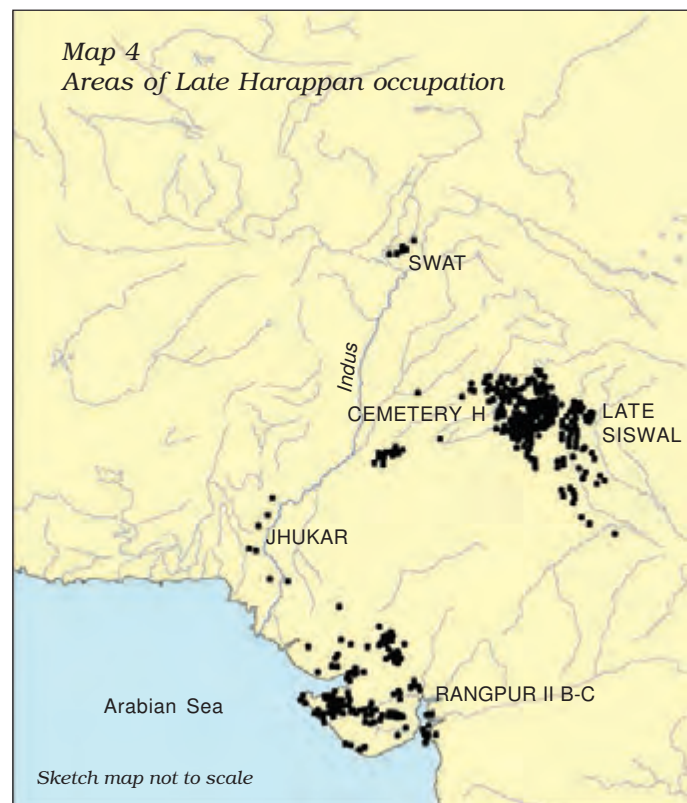 Map 4
Areas of Late Harappan occupation
SWAT
Indus
CEMETERY H
LATE
SISWAL
JHUKAR
RANGPUR II B-C
Arabian Sea
Sketch map not to scale